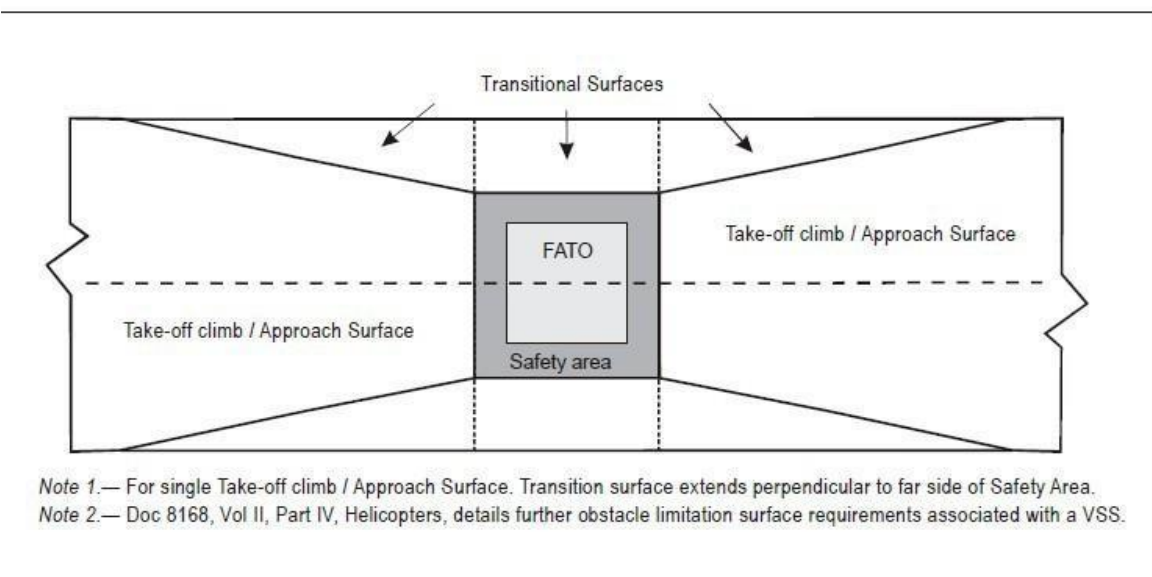 Transitional Surfaces
Take-off climb / Approach Surface
FATO
Take-off climb / Approach Surface
Safety area
Note 1.— For single Take-off climb / Approach Surface. Transition surface extends perpendicular to far side of Safety Area.
Note 2.— Doc 8168, Vol II, Part IV, Helicopters, details further obstacle limitation surface requirements associated with a VSS.